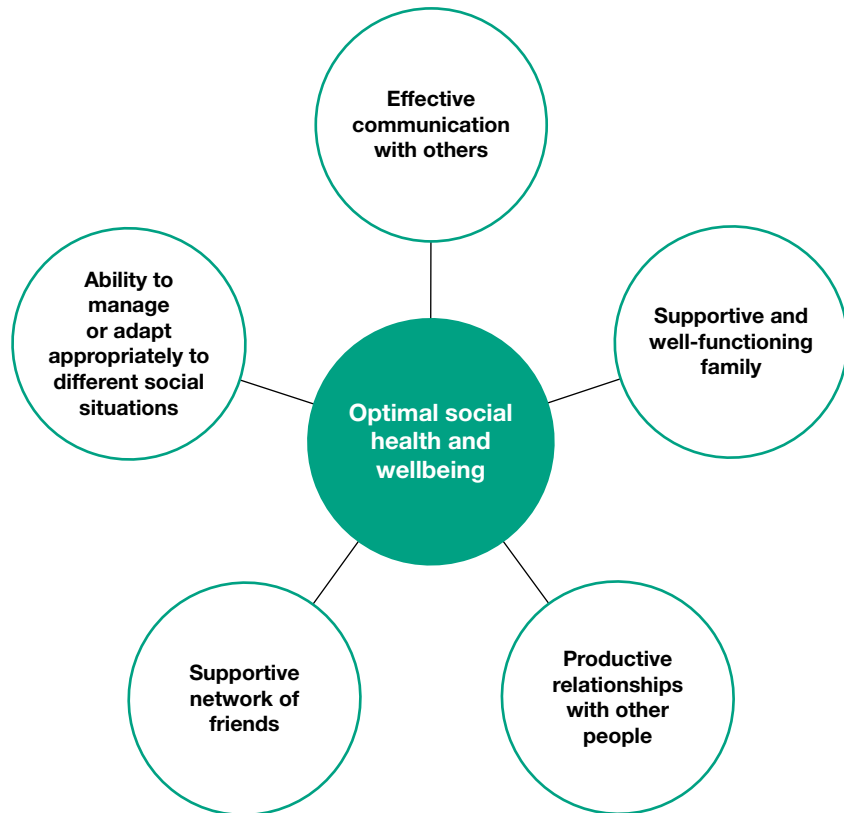 Effective
communication
with others
Ability to
manage
or adapt
appropriately to
different social
situations
Supportive and
well-functioning
family
Optimal social
health and
wellbeing
Supportive
network of
friends
Productive
relationships
with other
people